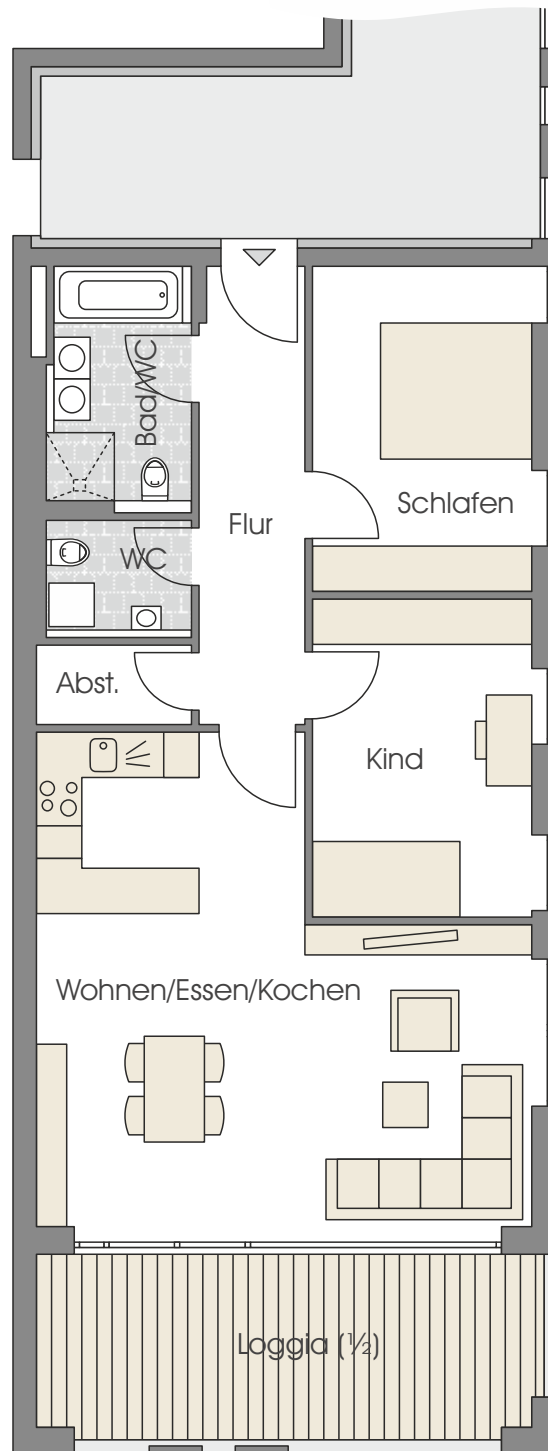 Bad/WC
Schlafen
Flur
WC
Abst.
Kind
Wohnen/Essen/Kochen
Loggia (½)